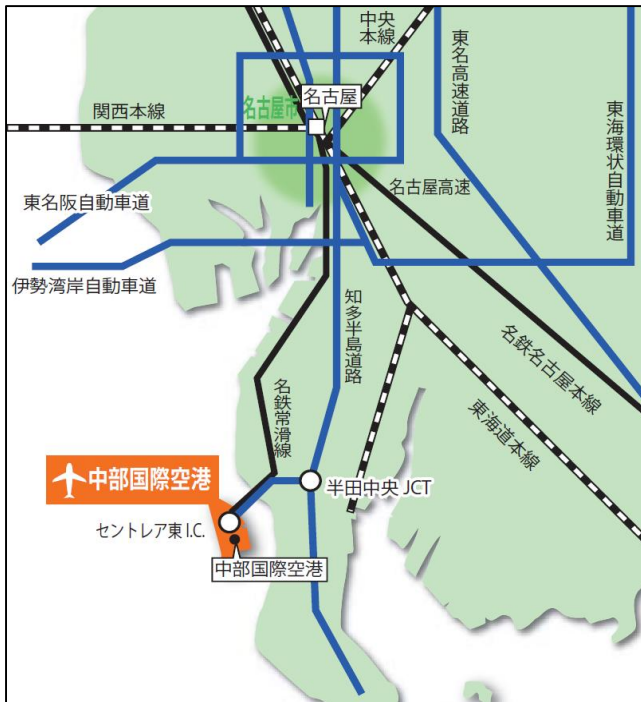 中央
本線
東名高速道路
東海環状自動車道
名古屋市
名古屋
関西本線
名古屋高速
東名阪自動車道
伊勢湾岸自動車道
知多半島道路
名鉄名古屋本線
東海道本線
名鉄常滑線
中部国際空港
半田中央JCT
セントレア東I.C.
中部国際空港